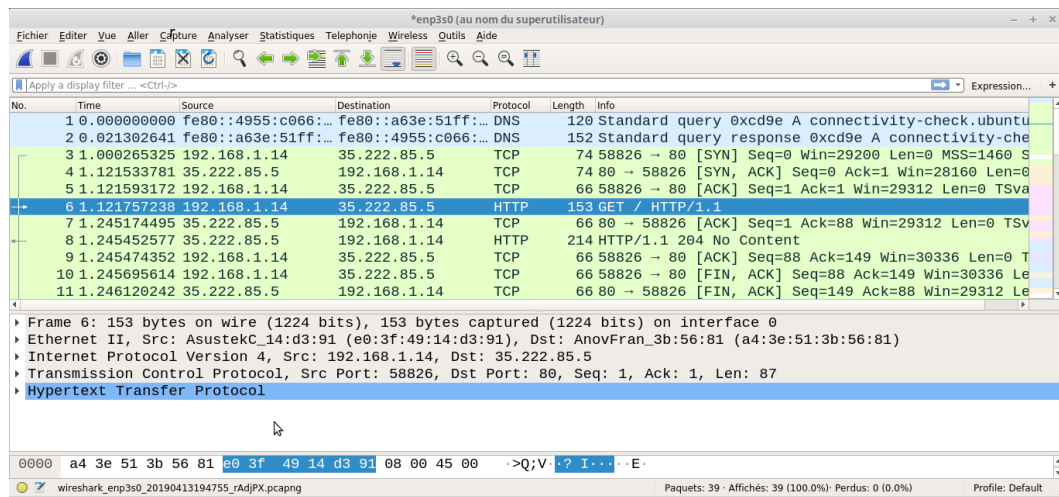 *enp3s0 (au nom du superutilisateur)
Fichier Editer Vue Aller Capture Analyser Statistiques Telephonie Wireless Outils Aide
Apply a display filter ... <Ctrl-/> Expression... +
No. Time Source Destination Protocol Length Info
1 0.000000000 fe80::4955:c066:… fe80::a63e:51ff:… DNS 120 Standard query 0xcd9e A connectivity-check.ubuntu
2 0.021302641 fe80::a63e:51ff:… fe80::4955:c066:… DNS 152 Standard query response 0xcd9e A connectivity-che
3 1.000265325 192.168.1.14 35.222.85.5 TCP 74 58826 → 80 [SYN] Seq=0 Win=29200 Len=0 MSS=1460 S
4 1.121533781 35.222.85.5 192.168.1.14 TCP 74 80 → 58826 [SYN, ACK] Seq=0 Ack=1 Win=28160 Len=0
5 1.121593172 192.168.1.14 35.222.85.5 TCP 66 58826 → 80 [ACK] Seq=1 Ack=1 Win=29312 Len=0 TSva
6 1.121757238 192.168.1.14 35.222.85.5 HTTP 153 GET / HTTP/1.1
7 1.245174495 35.222.85.5 192.168.1.14 TCP 66 80 → 58826 [ACK] Seq=1 Ack=88 Win=29312 Len=0 TSV
8 1.245452577 35.222.85.5 192.168.1.14 HTTP 214 HTTP/1.1 204 No Content
9 1.245474352 192.168.1.14 35.222.85.5 TCP 66 58826 → 80 [ACK] Seq=88 Ack=149 Win=30336 Len=0 T
10 1.245695614 192.168.1.14 35.222.85.5 TCP 66 58826 → 80 [FIN, ACK] Seq=88 Ack=149 Win=30336 Le
11 1.246120242 35.222.85.5 192.168.1.14 TCP 66 80 → 58826 [FIN, ACK] Seq=149 Ack=88 Win=29312 Le
Frame 6: 153 bytes on wire (1224 bits), 153 bytes captured (1224 bits) on interface 0
Ethernet II, Src: AsustekC_14:d3:91 (e0:3f:49:14:d3:91), Dst: AnovFran_3b:56:81 (a4:3e:51:3b:56:81)
Internet Protocol Version 4, Src: 192.168.1.14, Dst: 35.222.85.5
Transmission Control Protocol, Src Port: 58826, Dst Port: 80, Seq: 1, Ack: 1, Len: 87
Hypertext Transfer Protocol
0000 a4 3e 51 3b 56 81 e0 3f 49 14 d3 91 08 00 45 00 ·>Q;V··? I·····E·
wireshark_enp3s0_20190413194755_rAdjPX.pcapng Paquets: 39 · Affichés: 39 (100.0%)· Perdus: 0 (0.0%) Profile: Default